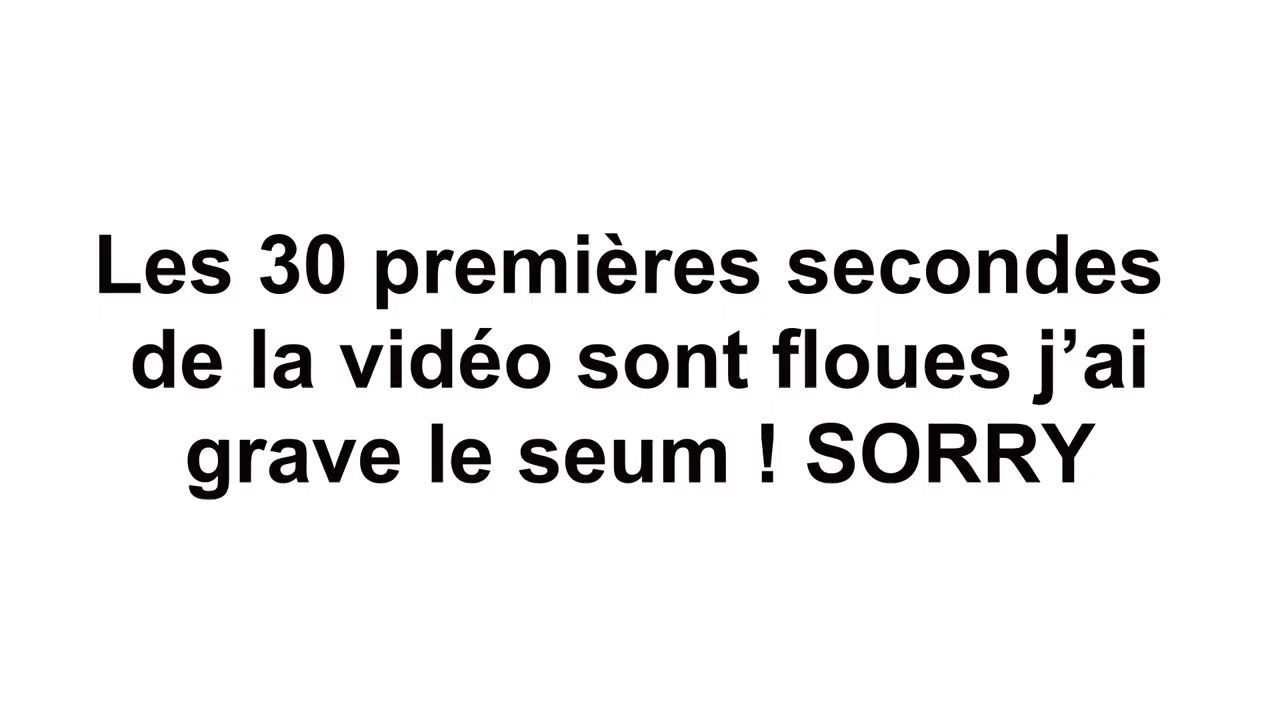 Les 30 premières secondes
de la vidéo sont floues j’ai
grave le seum ! SORRY